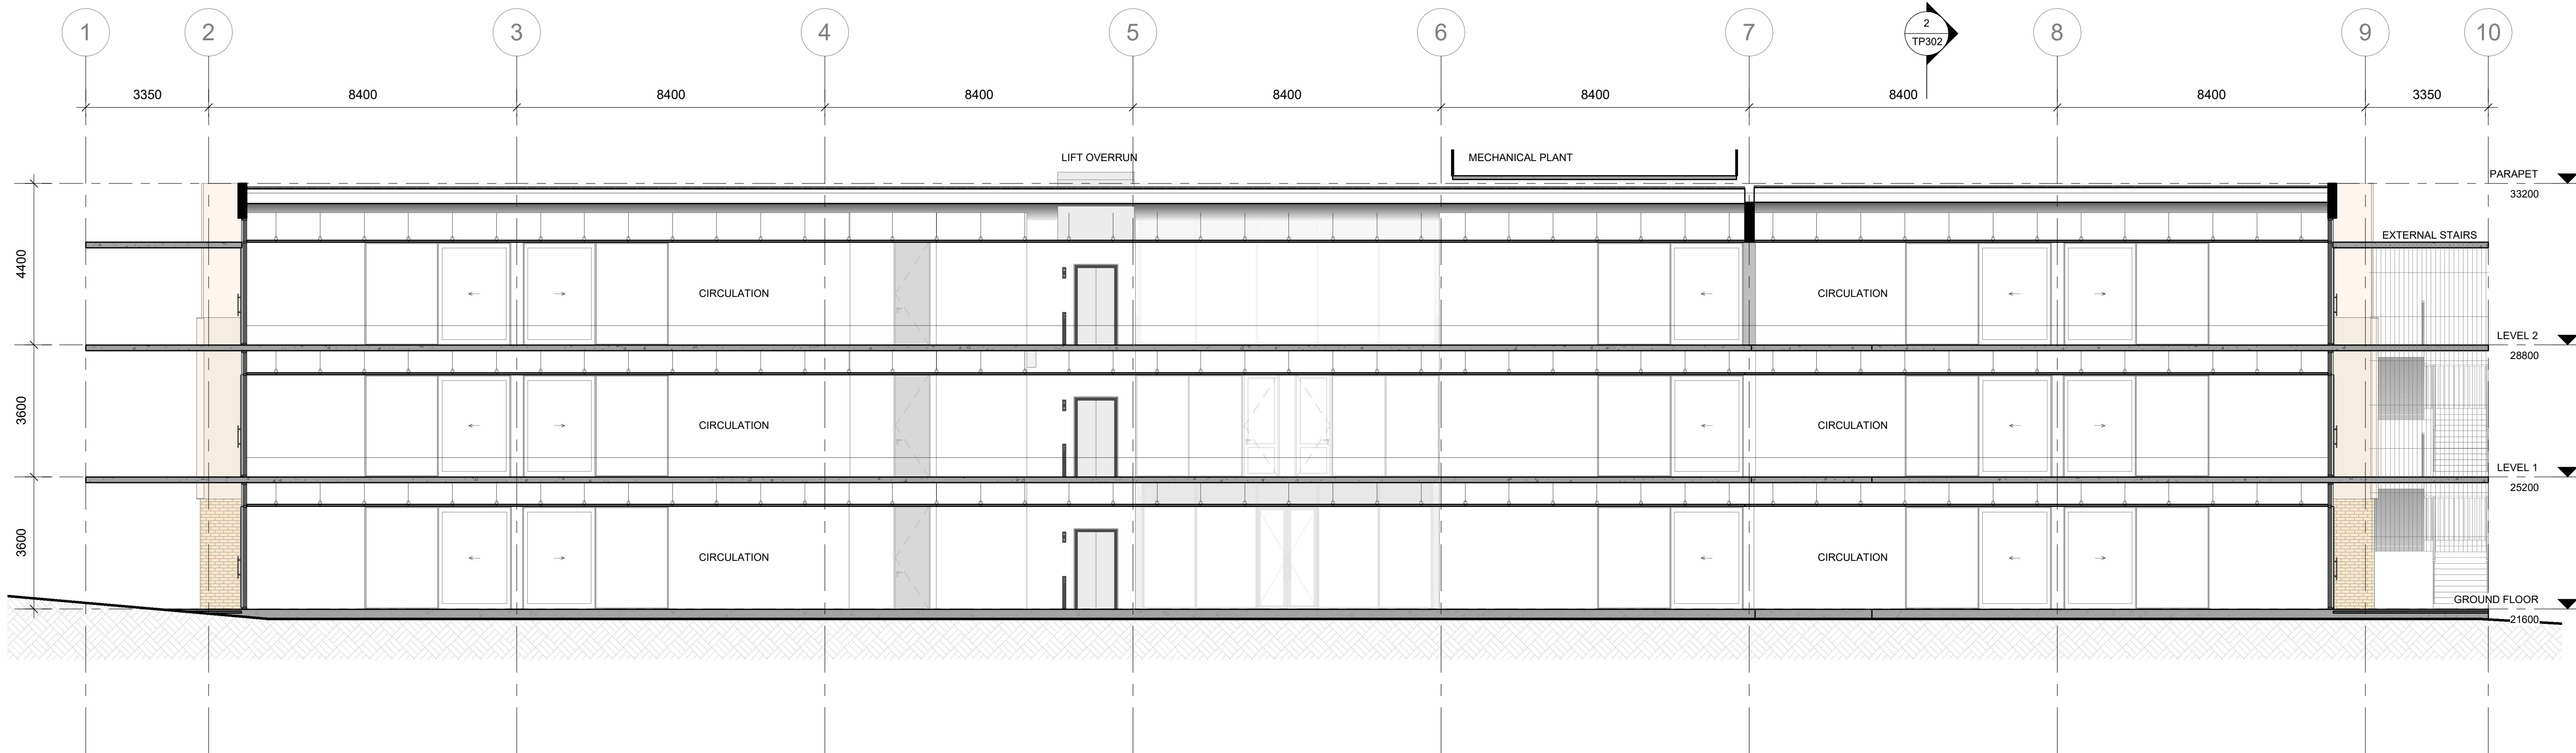 1
2
3
4
5
6
7
2
TP302
8
9
10
3350
8400
8400
8400
8400
8400
8400
8400
3350
LIFT OVERRUN
MECHANICAL PLANT
PARAPET
33200
EXTERNAL STAIRS
4400
CIRCULATION
CIRCULATION
LEVEL 2
28800
3600
CIRCULATION
CIRCULATION
LEVEL 1
25200
3600
CIRCULATION
CIRCULATION
GROUND FLOOR
21600